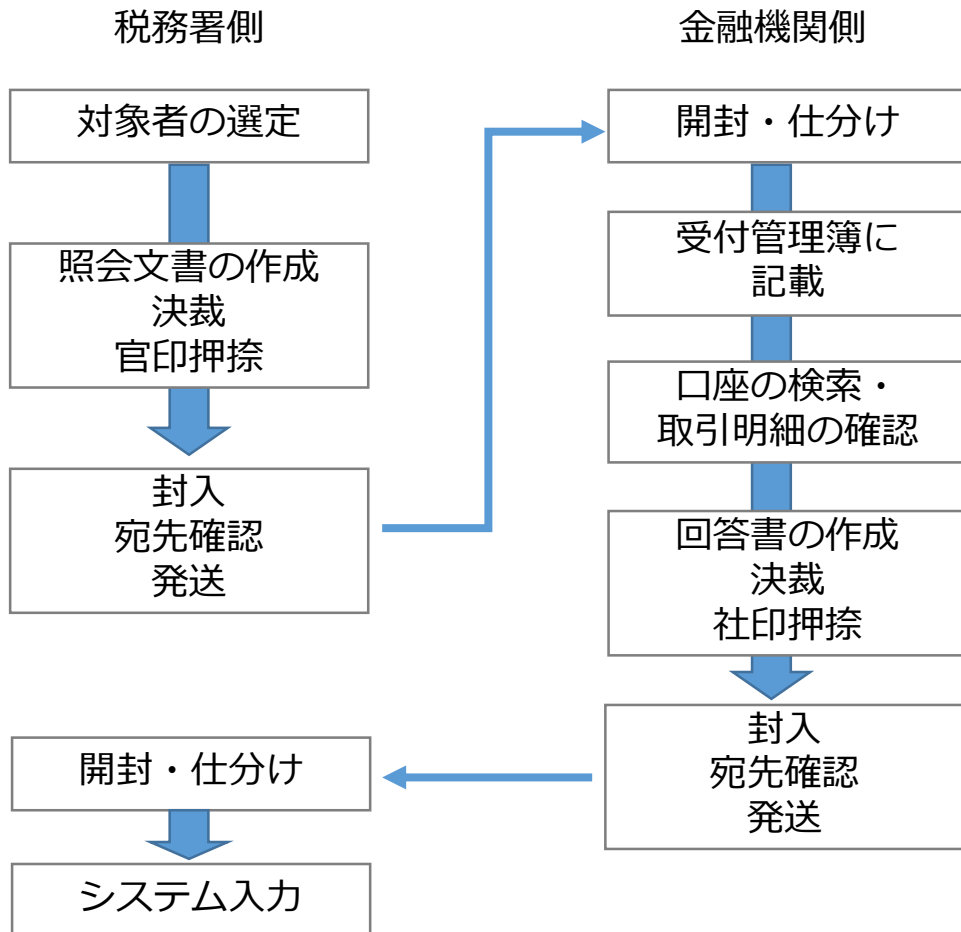 税務署側
対象者の選定
照会文書の作成
決裁
官印押捺
封入
宛先確認
発送
金融機関側
開封・仕分け
受付管理簿に
記載
口座の検索・
取引明細の確認
回答書の作成
決裁
社印押捺
封入
宛先確認
発送
開封・仕分け
システム入力